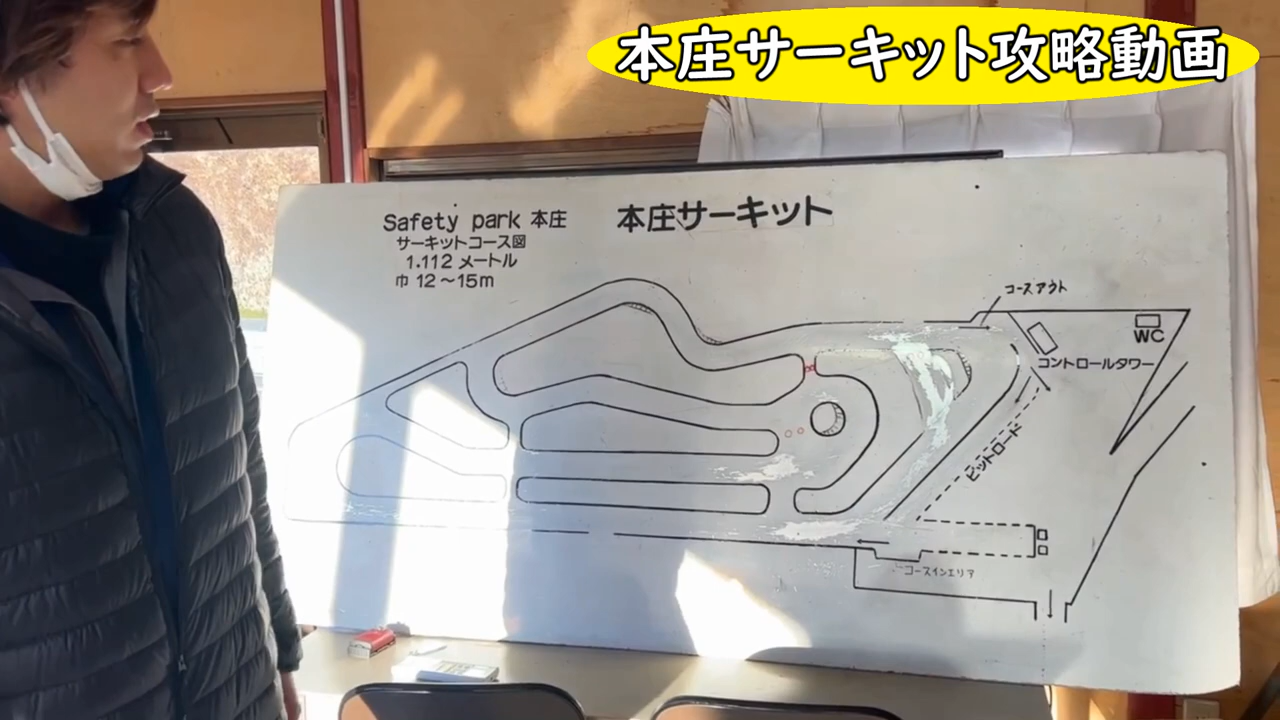 本庄サーキット攻略動画
Safety park 本庄
サーキットコース図
1.112 メートル
巾 12〜15m
本庄サーキット
コースアウト
WC
コントロールタワー
ピットロード
コースインエリア